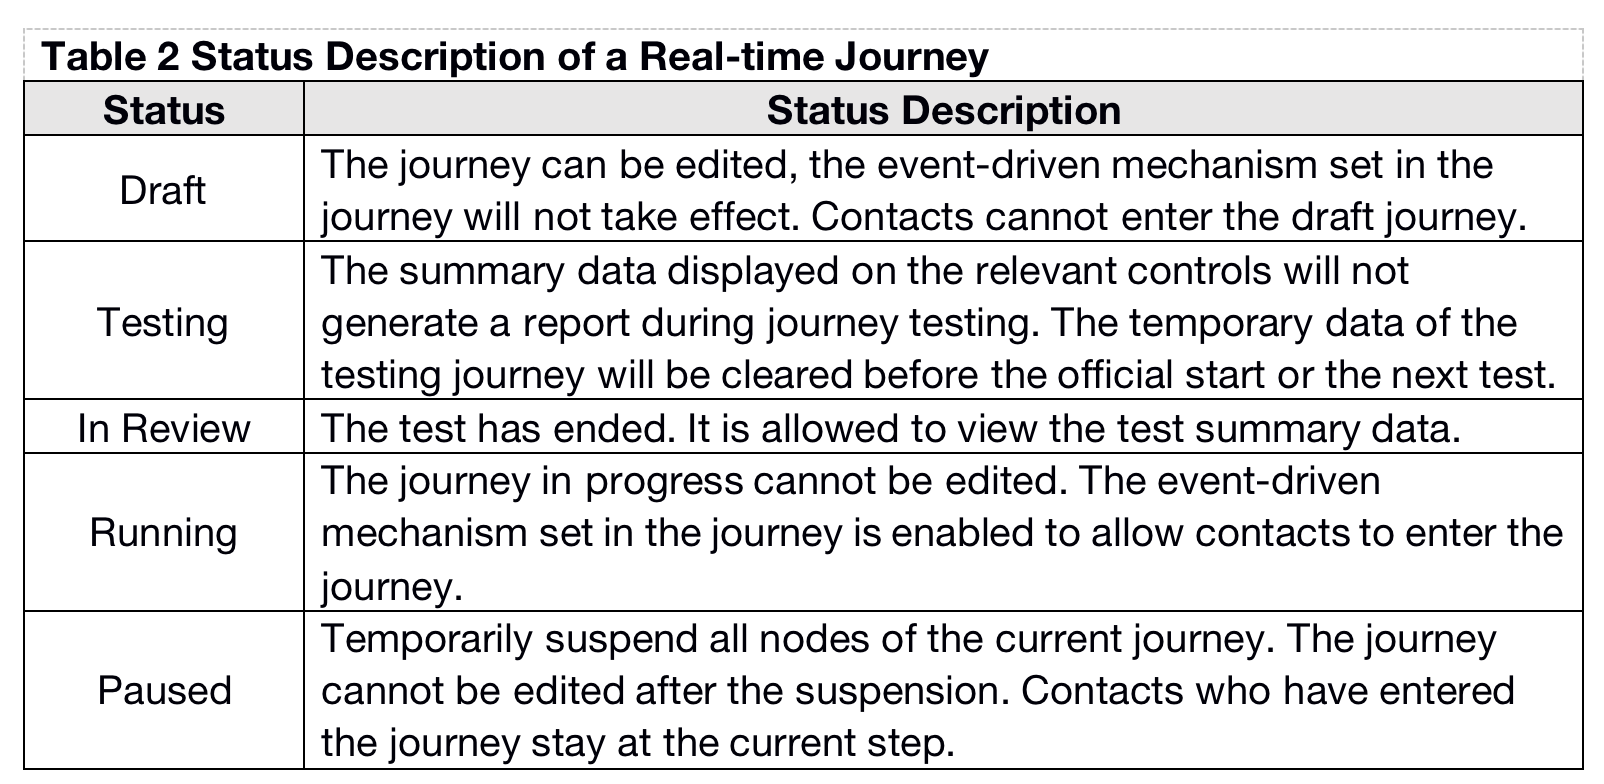 Table 2 Status Description of a Real-time Journey
Status
Status Description
Draft
The journey can be edited, the event-driven mechanism set in the
journey will not take effect. Contacts cannot enter the draft journey.
Testing
The summary data displayed on the relevant controls will not
generate a report during journey testing. The temporary data of the
testing journey will be cleared before the official start or the next test.
In Review
The test has ended. It is allowed to view the test summary data.
Running
The journey in progress cannot be edited. The event-driven
mechanism set in the journey is enabled to allow contacts to enter the
journey.
Paused
Temporarily suspend all nodes of the current journey. The journey
cannot be edited after the suspension. Contacts who have entered
the journey stay at the current step.